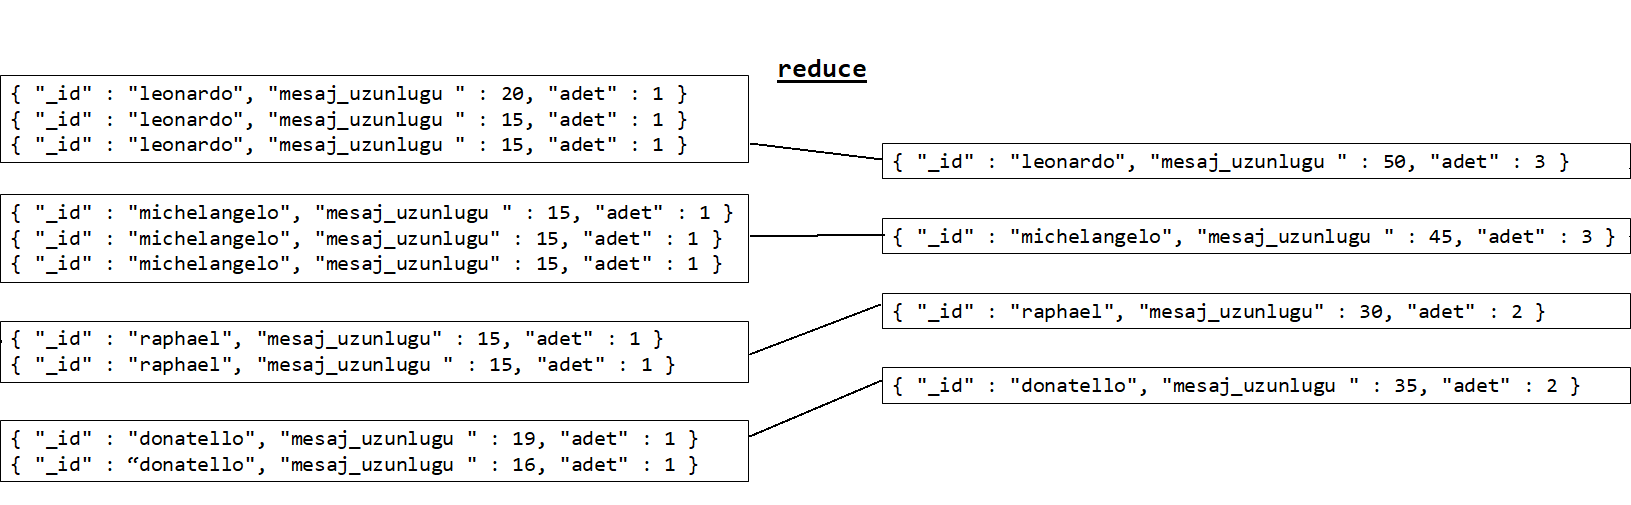 reduce
{ "_id" : "leonardo", "mesaj_uzunlugu " : 20, "adet" : 1 }
{ "_id" : "leonardo", "mesaj_uzunlugu " : 15, "adet" : 1 }
{ "_id" : "leonardo", "mesaj_uzunlugu " : 15, "adet" : 1 }
{ "_id" : "michelangelo", "mesaj_uzunlugu " : 15, "adet" : 1 }
{ "_id" : "michelangelo", "mesaj_uzunlugu" : 15, "adet" : 1 }
{ "_id" : "michelangelo", "mesaj_uzunlugu" : 15, "adet" : 1 }
{ "_id" : "raphael", "mesaj_uzunlugu" : 15, "adet" : 1 }
{ "_id" : "raphael", "mesaj_uzunlugu " : 15, "adet" : 1 }
{ "_id" : "donatello", "mesaj_uzunlugu " : 19, "adet" : 1 }
{ "_id" : “donatello", "mesaj_uzunlugu " : 16, "adet" : 1 }
{ "_id" : "leonardo", "mesaj_uzunlugu " : 50, "adet" : 3 }
{ "_id" : "michelangelo", "mesaj_uzunlugu " : 45, "adet" : 3 }
{ "_id" : "raphael", "mesaj_uzunlugu" : 30, "adet" : 2 }
{ "_id" : "donatello", "mesaj_uzunlugu " : 35, "adet" : 2 }